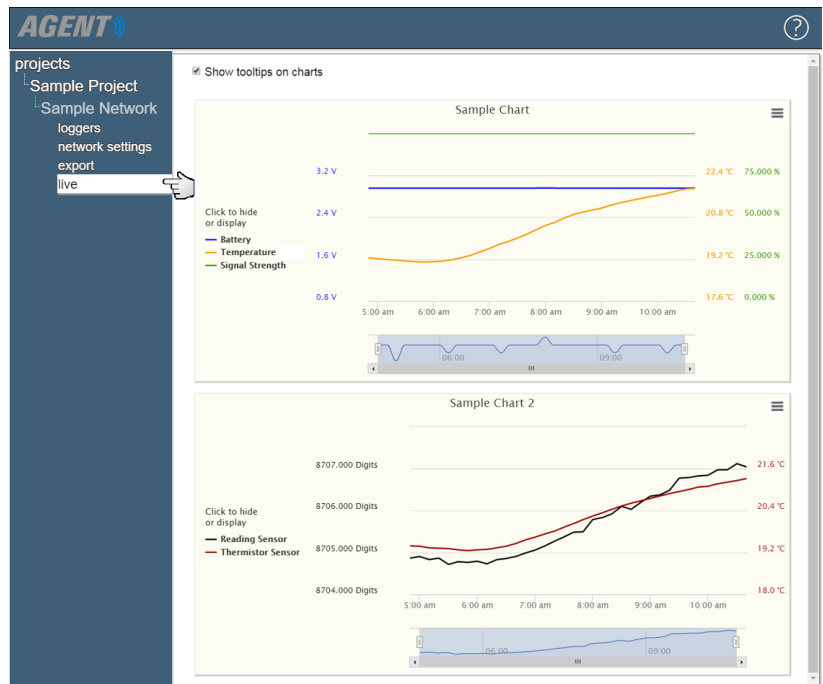 AGENT
?
projects
Sample Project
Sample Network
loggers
network settings
export
live
Show tooltips on charts
Sample Chart
3.2 V
2.4 V
1.6 V
0.8 V
22.4 °C 75.000 %
20.8 °C 50.000 %
19.2 °C 25.000 %
17.6 °C 0.000 %
Click to hide
or display
Battery
Temperature
Signal Strength
5:00 am 6:00 am 7:00 am 8:00 am 9:00 am 10:00 am
06:00 09:00
Sample Chart 2
8707.000 Digits
8706.000 Digits
8705.000 Digits
8704.000 Digits
21.6 °C
20.4 °C
19.2 °C
18.0 °C
Click to hide
or display
Reading Sensor
Thermistor Sensor
5:00 am 6:00 am 7:00 am 8:00 am 9:00 am 10:00 am
06:00 09:00